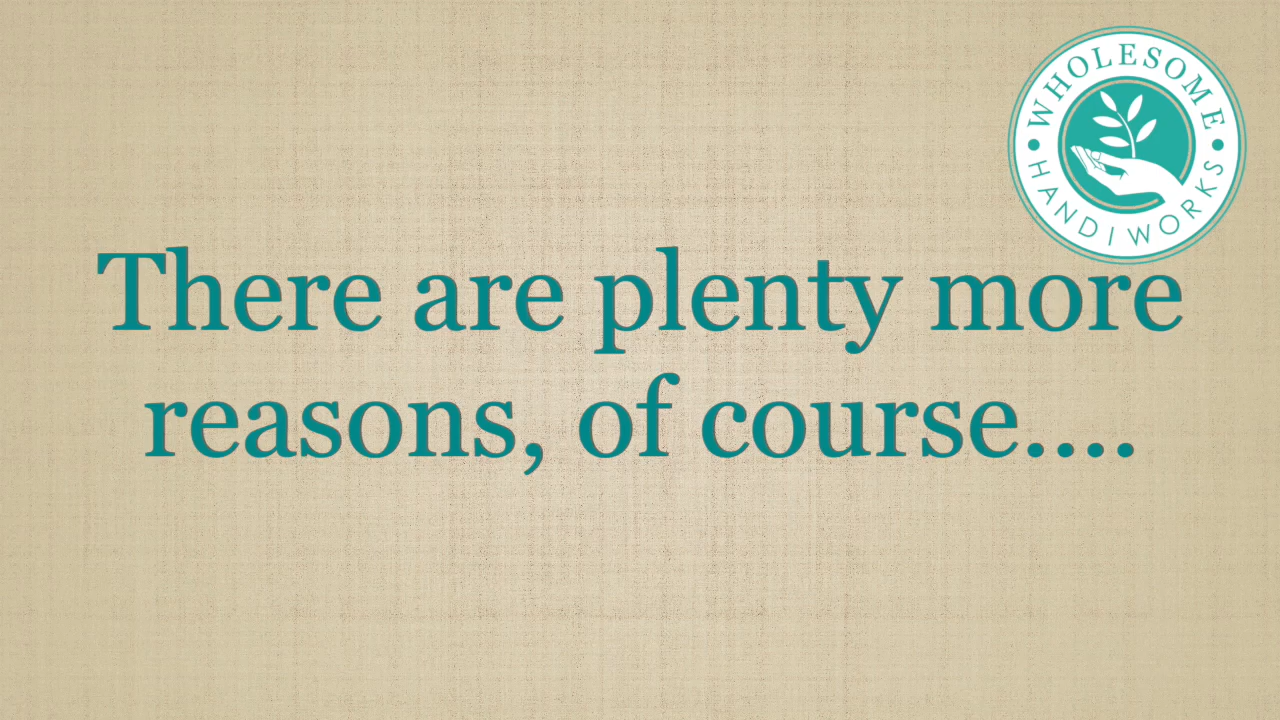 WHOLESOME
HANDIWORKS
There are plenty more
reasons, of course....